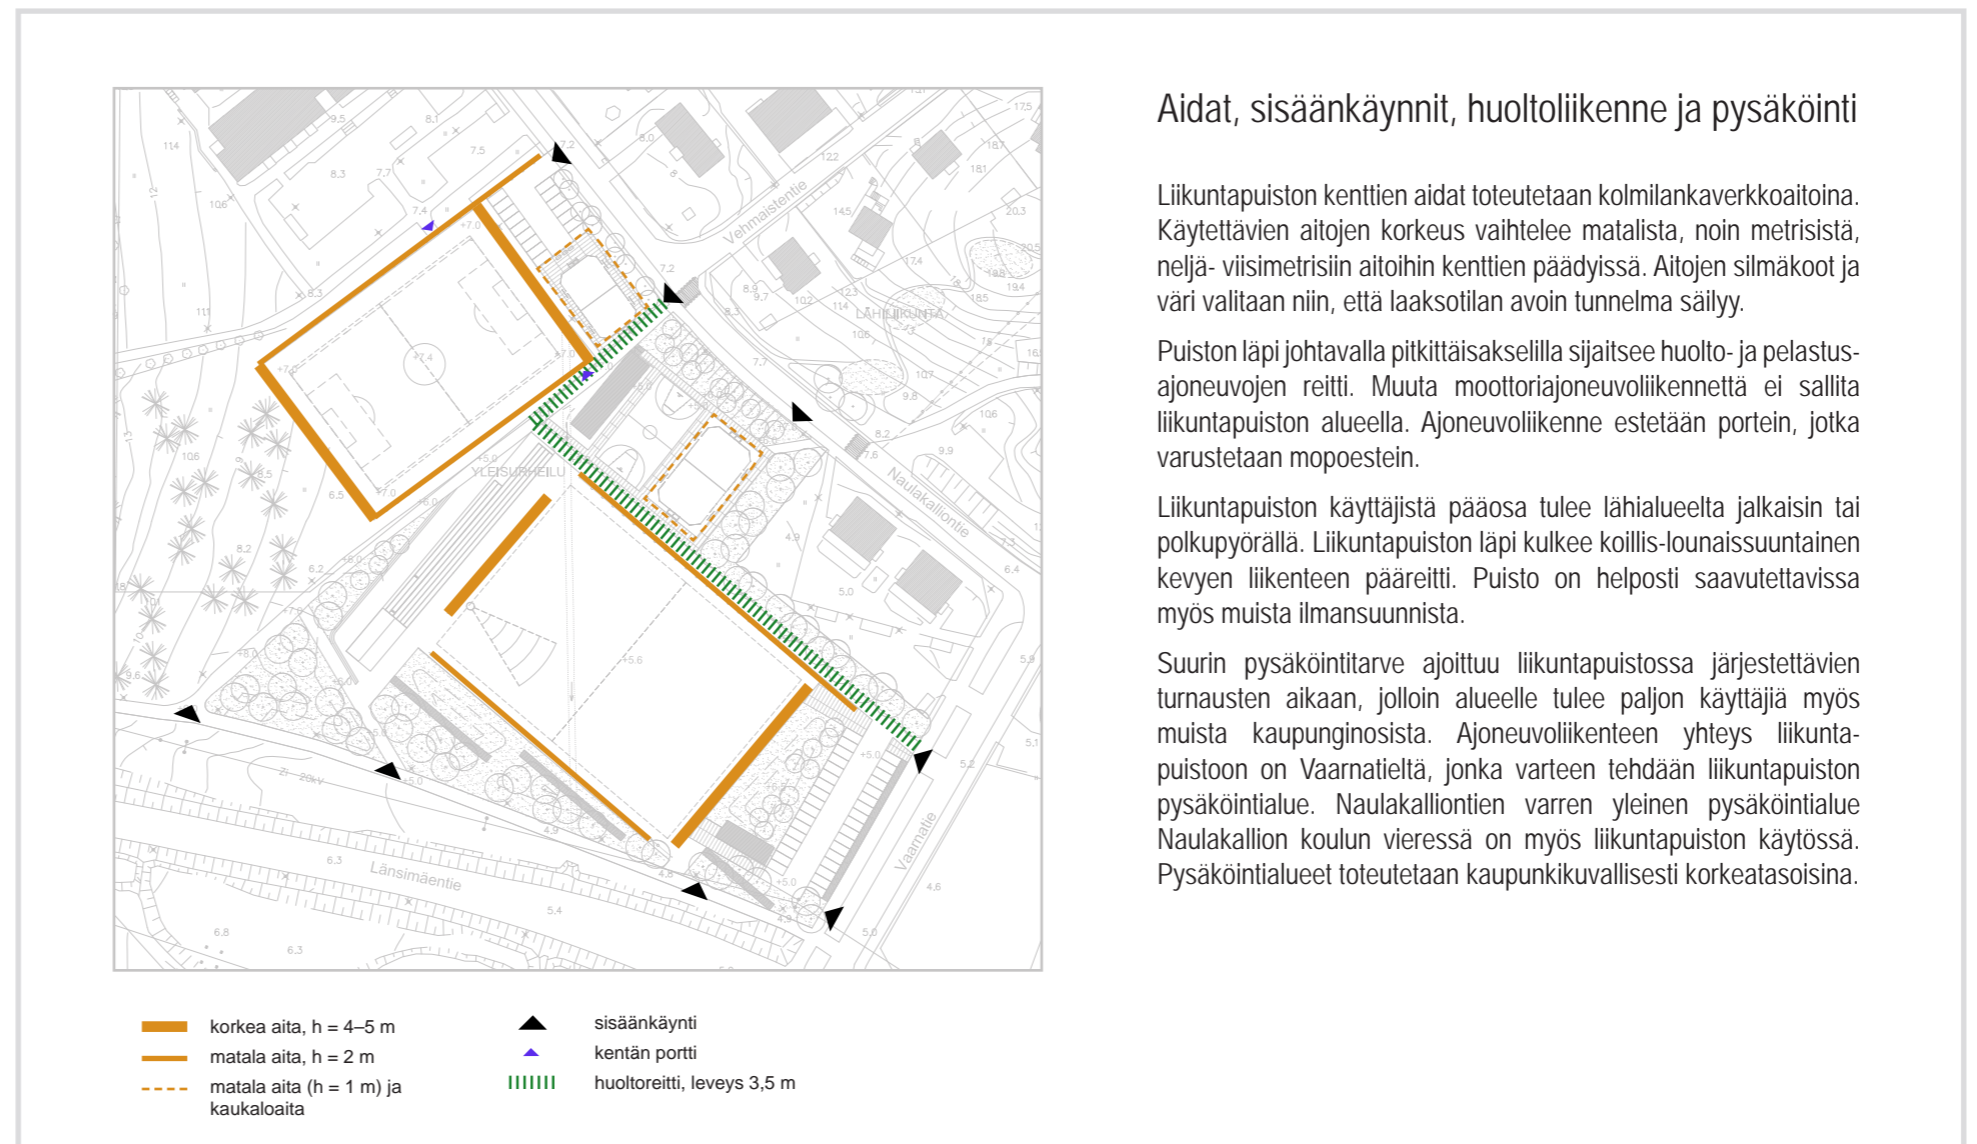 Aidat, sisäänkäynnit, huoltoliikenne ja pysäköinti
Liikuntapuiston kenttien aidat toteutetaan kolmilankaverkkoaitoina.
Käytettävien aitojen korkeus vaihtelee matalista, noin metrisistä,
neljä- viisimetrisiin aitoihin kenttien päädyissä. Aitojen silmäkoot ja
väri valitaan niin, että laaksotilan avoin tunnelma säilyy.
Puiston läpi johtavalla pitkittäisakselilla sijaitsee huolto- ja pelastus-
ajoneuvojen reitti. Muuta moottoriajoneuvoliikennettä ei sallita
liikuntapuiston alueella. Ajoneuvoliikenne estetään portein, jotka
varustetaan mopoestein.
Liikuntapuiston käyttäjistä pääosa tulee lähialueelta jalkaisin tai
polkupyörällä. Liikuntapuiston läpi kulkee koillis-lounaissuuntainen
kevyen liikenteen pääreitti. Puisto on helposti saavutettavissa
myös muista ilmansuunnista.
Suurin pysäköintitarve ajoittuu liikuntapuistossa järjestettävien
turnausten aikaan, jolloin alueelle tulee paljon käyttäjiä myös
muista kaupunginosista. Ajoneuvoliikenteen yhteys liikunta-
puistoon on Vaarnatieltä, jonka varteen tehdään liikuntapuiston
pysäköintialue. Naulakalliontien varren yleinen pysäköintialue
Naulakallion koulun vieressä on myös liikuntapuiston käytössä.
Pysäköintialueet toteutetaan kaupunkikuvallisesti korkeatasoisina.
Vehmaistentie
LÄHILIIKUNTA
YLEISURHEILU
Naulakalliontie
Länsimäentie
Vaarnatie
korkea aita, h = 4–5 m
matala aita, h = 2 m
matala aita (h = 1 m) ja
kaukaloaita
sisäänkäynti
kentän portti
huoltoreitti, leveys 3,5 m